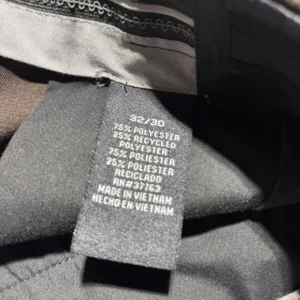 32/30
75% POLYESTER
25% RECYCLED
POLYESTER
75% POLIESTER
25% POLIESTER
RECICLADO
RN#37763
MADE IN VIETNAM
HECHO EN VIETNAM